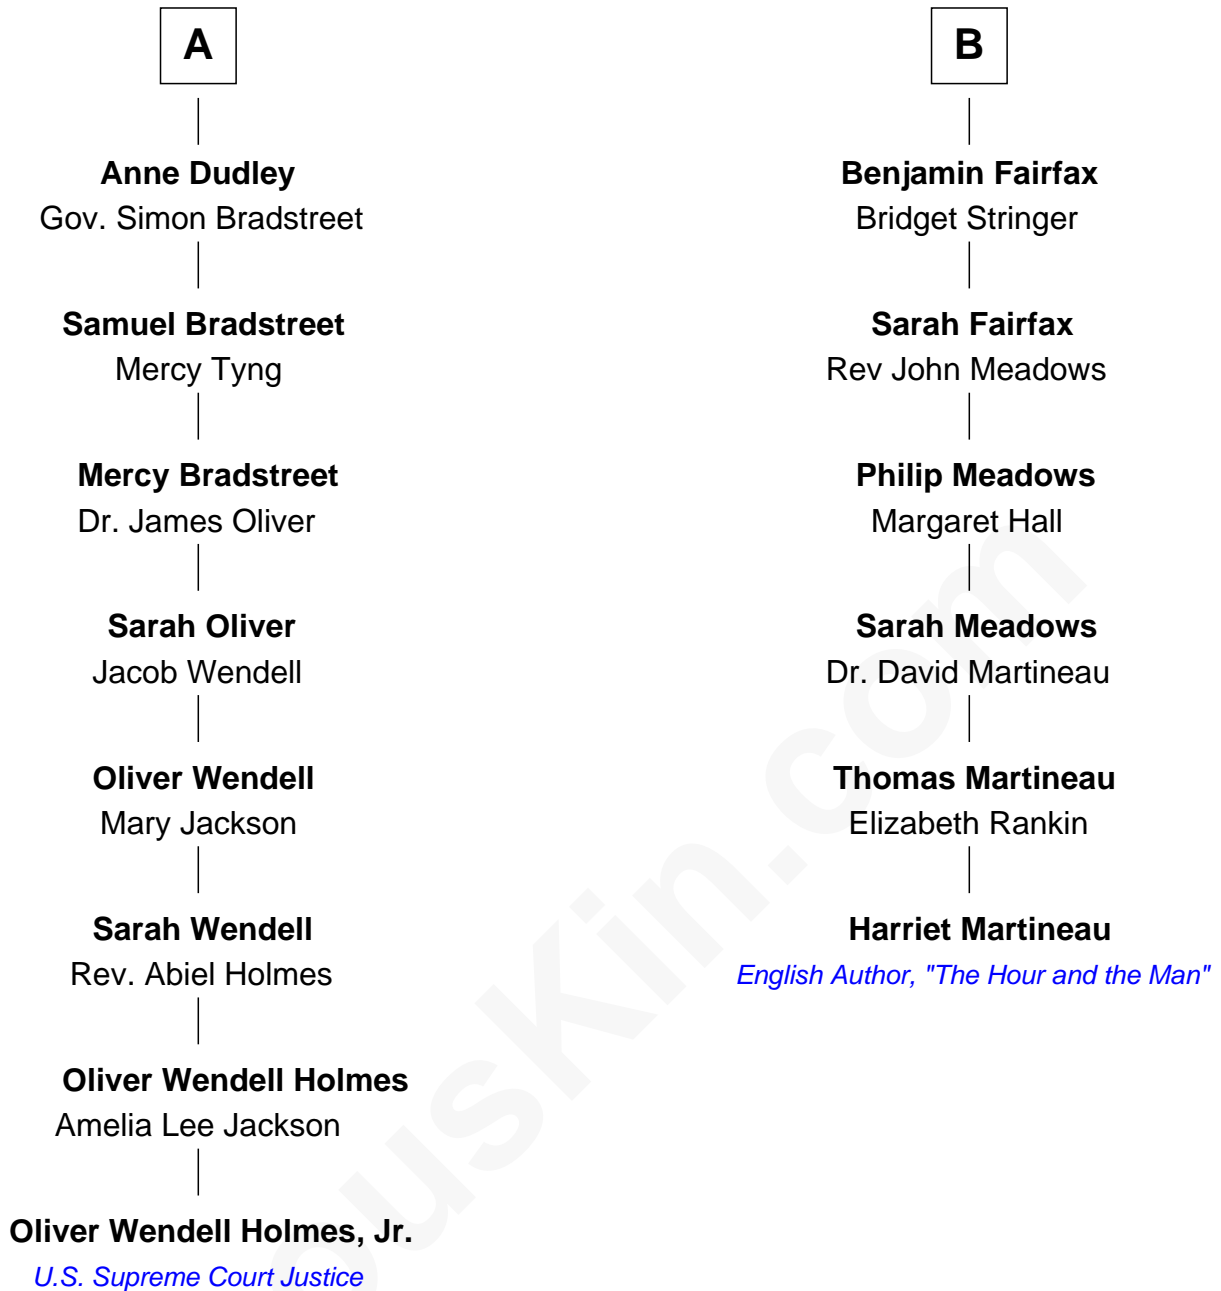 A
Anne Dudley
Gov. Simon Bradstreet
Samuel Bradstreet
Mercy Tyng
Mercy Bradstreet
Dr. James Oliver
Sarah Oliver
Jacob Wendell
Oliver Wendell
Mary Jackson
Sarah Wendell
Rev. Abiel Holmes
Oliver Wendell Holmes
Amelia Lee Jackson
Oliver Wendell Holmes, Jr.
U.S. Supreme Court Justice
B
Benjamin Fairfax
Bridget Stringer
Sarah Fairfax
Rev John Meadows
Philip Meadows
Margaret Hall
Sarah Meadows
Dr. David Martineau
Thomas Martineau
Elizabeth Rankin
Harriet Martineau
English Author, "The Hour and the Man"
ousKin.com